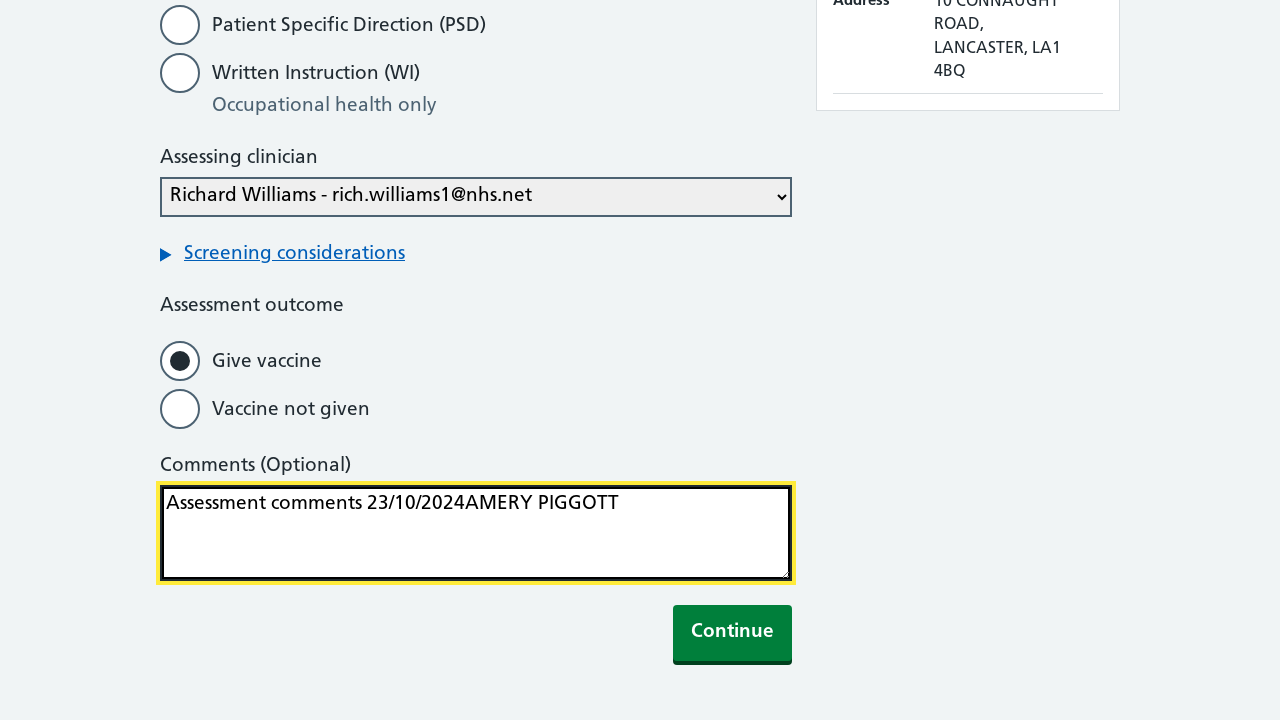 Patient Specific Direction (PSD)
Written Instruction (WI)
Occupational health only
Assessing clinician
Richard Williams - rich.williams1@nhs.net
Screening considerations
Assessment outcome
Give vaccine
Vaccine not given
Comments (Optional)
Assessment comments 23/10/2024AMERY PIGGOTT
Continue
Address
10 CONNAUGHT
ROAD,
LANCASTER, LA1
4BQ